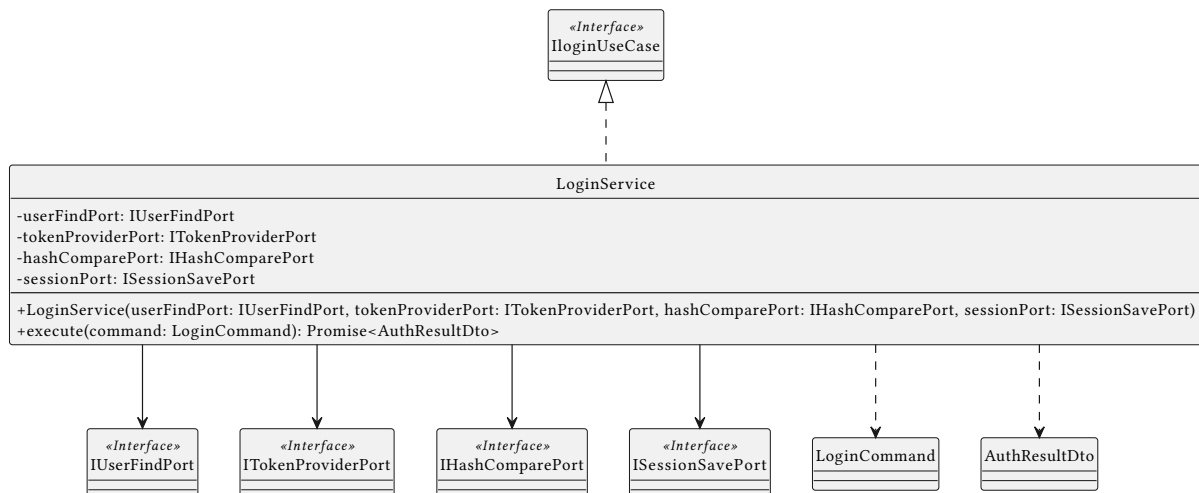 «Interface»
IloginUseCase
LoginService
-userFindPort: IUserFindPort
-tokenProviderPort: ITokenProviderPort
-hashComparePort: IHashComparePort
-sessionPort: ISessionSavePort
+LoginService(userFindPort: IUserFindPort, tokenProviderPort: ITokenProviderPort, hashComparePort: IHashComparePort, sessionPort: ISessionSavePort)
+execute(command: LoginCommand): Promise<AuthResultDto>
«Interface»
IUserFindPort
«Interface»
ITokenProviderPort
«Interface»
IHashComparePort
«Interface»
ISessionSavePort
LoginCommand
AuthResultDto